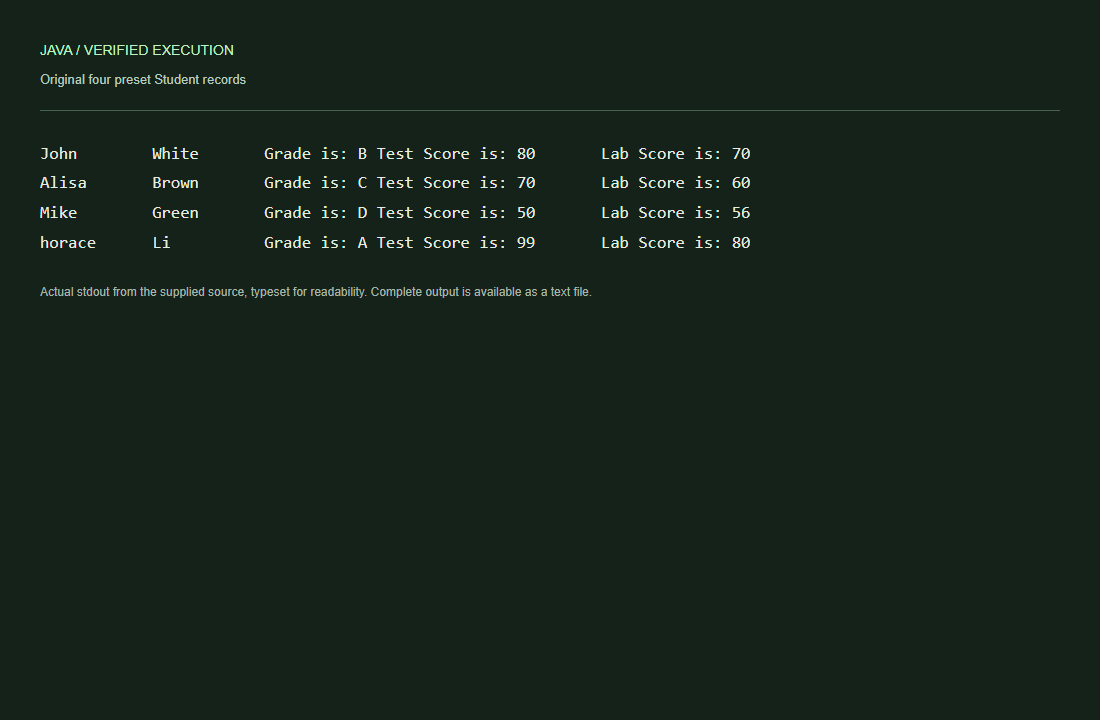 JAVA / VERIFIED EXECUTION
Original four preset Student records
John White Grade is: B Test Score is: 80 Lab Score is: 70
Alisa Brown Grade is: C Test Score is: 70 Lab Score is: 60
Mike Green Grade is: D Test Score is: 50 Lab Score is: 56
horace Li Grade is: A Test Score is: 99 Lab Score is: 80
Actual stdout from the supplied source, typeset for readability. Complete output is available as a text file.